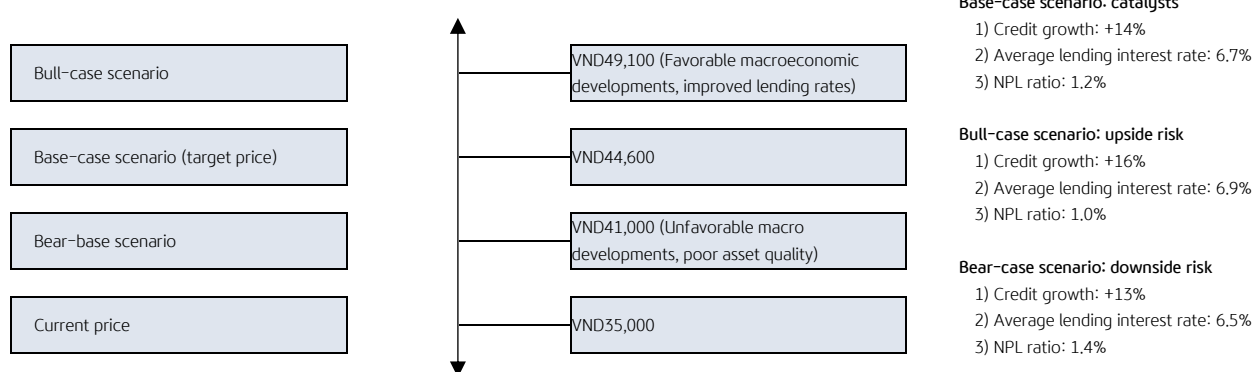 Bull-case scenario
VND49,100 (Favorable macroeconomic
developments, improved lending rates)
Base-case scenario (target price)
VND44,600
Bear-base scenario
VND41,000 (Unfavorable macro
developments, poor asset quality)
Current price
VND35,000
Base-case scenario: catalysts
1) Credit growth: +14%
2) Average lending interest rate: 6.7%
3) NPL ratio: 1.2%
Bull-case scenario: upside risk
1) Credit growth: +16%
2) Average lending interest rate: 6.9%
3) NPL ratio: 1.0%
Bear-case scenario: downside risk
1) Credit growth: +13%
2) Average lending interest rate: 6.5%
3) NPL ratio: 1.4%